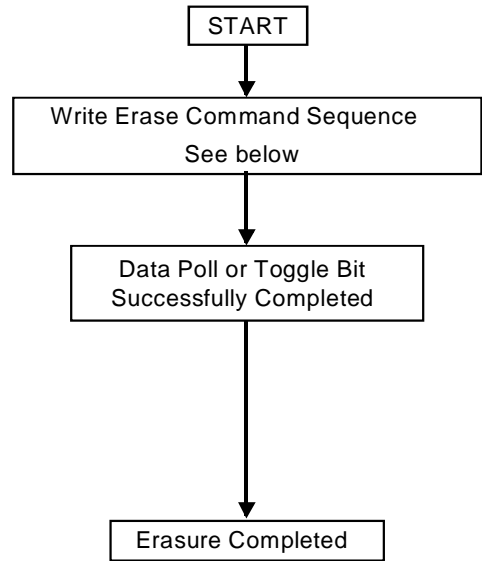 START
Write Erase Command Sequence
See below
Data Poll or Toggle Bit
Successfully Completed
Erasure Completed